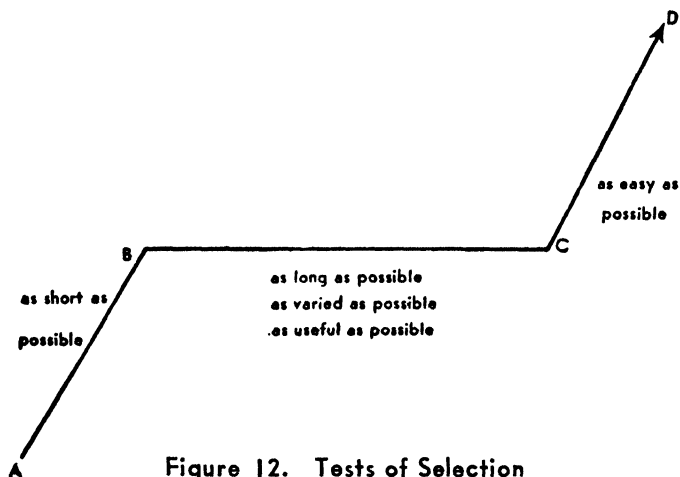 D
as easy as
possible
B
C
as long as possible
as varied as possible
.as useful as possible
as short as
possible
A
Figure 12. Tests of Selection